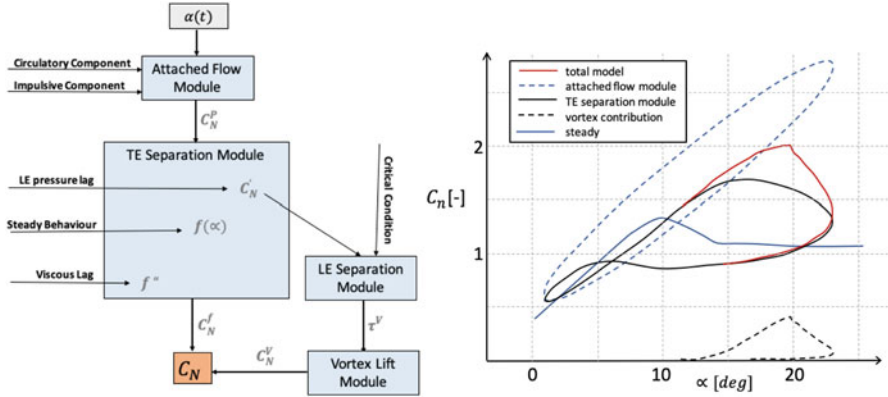 α(t)
Circulatory Component
Impulsive Component
Attached Flow
Module
C_N^P
TE Separation Module
LE pressure lag
C_N^'
Critical
Condition
Steady Behaviour
f(∝)
LE Separation
Module
Viscous Lag
f"
C_N^f
τ^V
C_N
C_N^V
Vortex Lift
Module
total model
attached flow module
TE separation module
vortex contribution
steady
2
C_n[-]
1
0
10
20
∝ [deg]